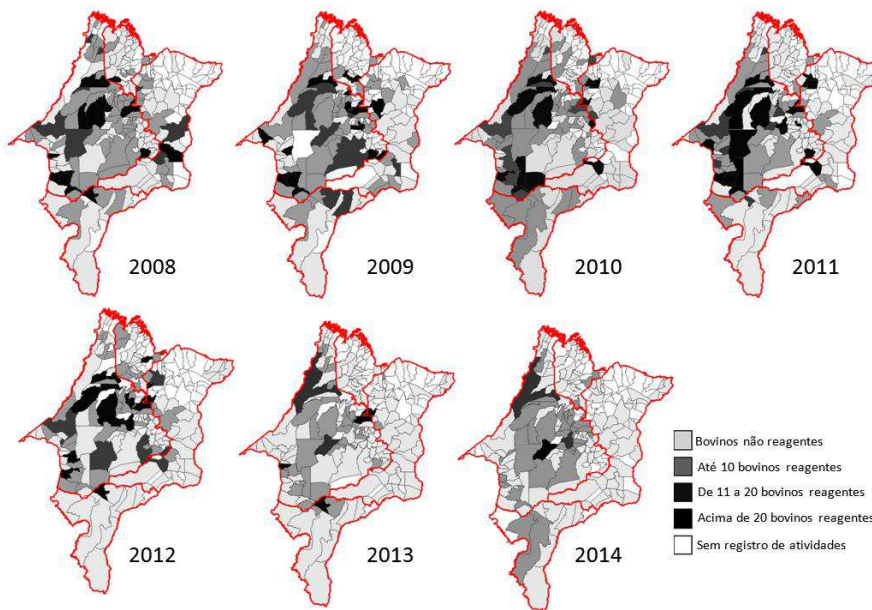 2008
2009
2010
2011
2012
2013
2014
Bovinos não reagentes
Até 10 bovinos reagentes
De 11 a 20 bovinos reagentes
Acima de 20 bovinos reagentes
Sem registro de atividades